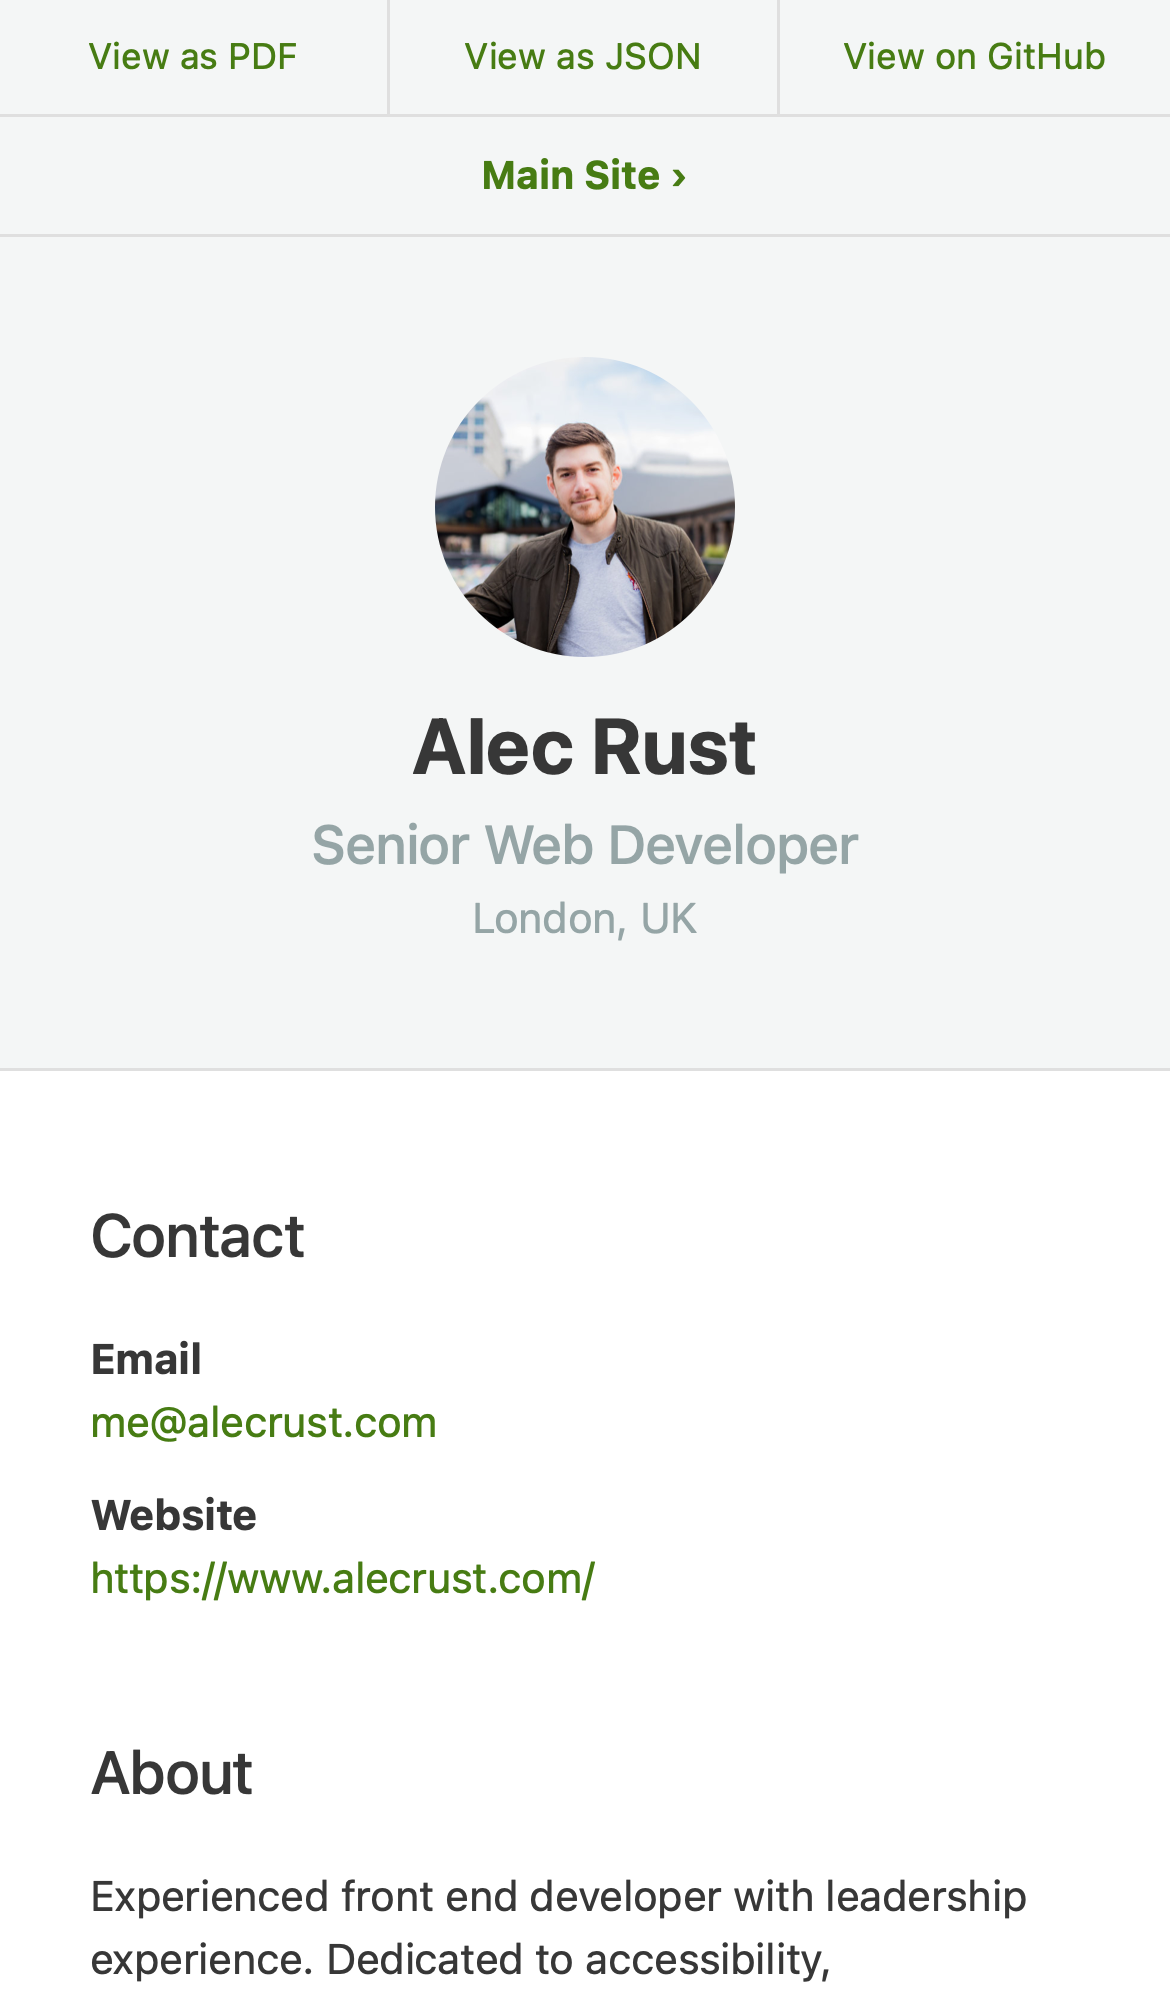 View as PDF
View as JSON
View on GitHub
Main Site ›
Alec Rust
Senior Web Developer
London, UK
Contact
Email
me@alecrust.com
Website
https://www.alecrust.com/
About
Experienced front end developer with leadership
experience. Dedicated to accessibility,